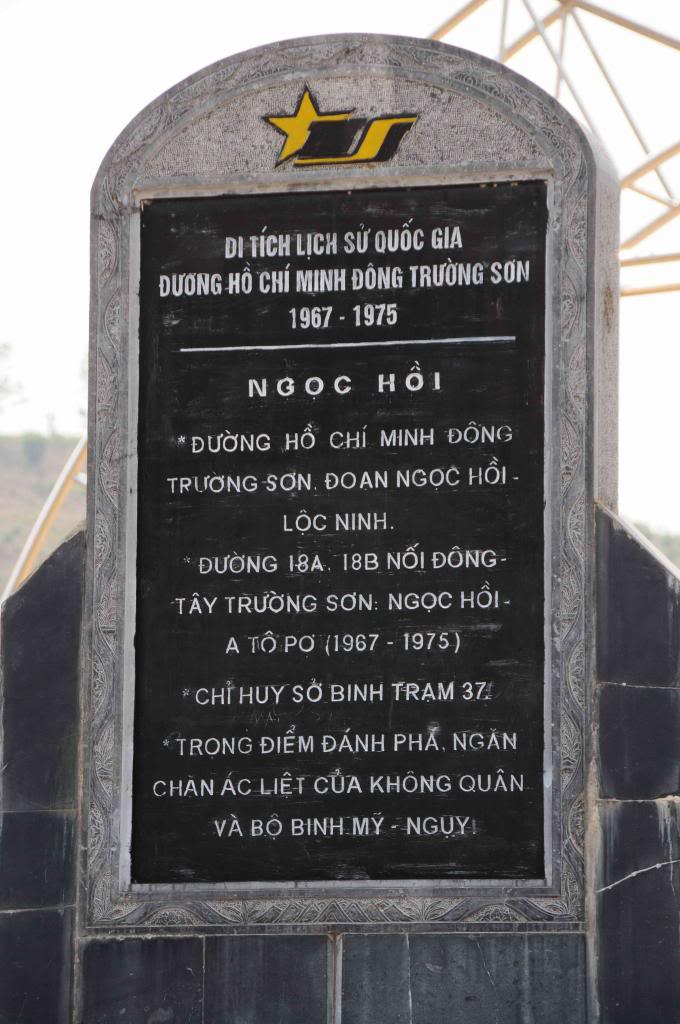 DI TÍCH LỊCH SỬ QUỐC GIA
ĐƯỜNG HỒ CHÍ MINH ĐÔNG TRƯỜNG SƠN
1967 - 1975
NGỌC HỒI
*ĐƯỜNG HỒ CHÍ MINH ĐÔNG
TRƯỜNG SƠN. ĐOẠN NGỌC HỒI -
LỘC NINH.
*ĐƯỜNG 18A, 18B NỐI ĐÔNG-
TÂY TRƯỜNG SƠN: NGỌC HỒI -
A TÔ PƠ (1967 - 1975)
*CHỈ HUY SỞ BINH TRẠM 37.
*TRỌNG ĐIỂM ĐÁNH PHÁ, NGĂN
CHẶN ÁC LIỆT CỦA KHÔNG QUÂN
VÀ BỘ BINH MỸ - NGỤY